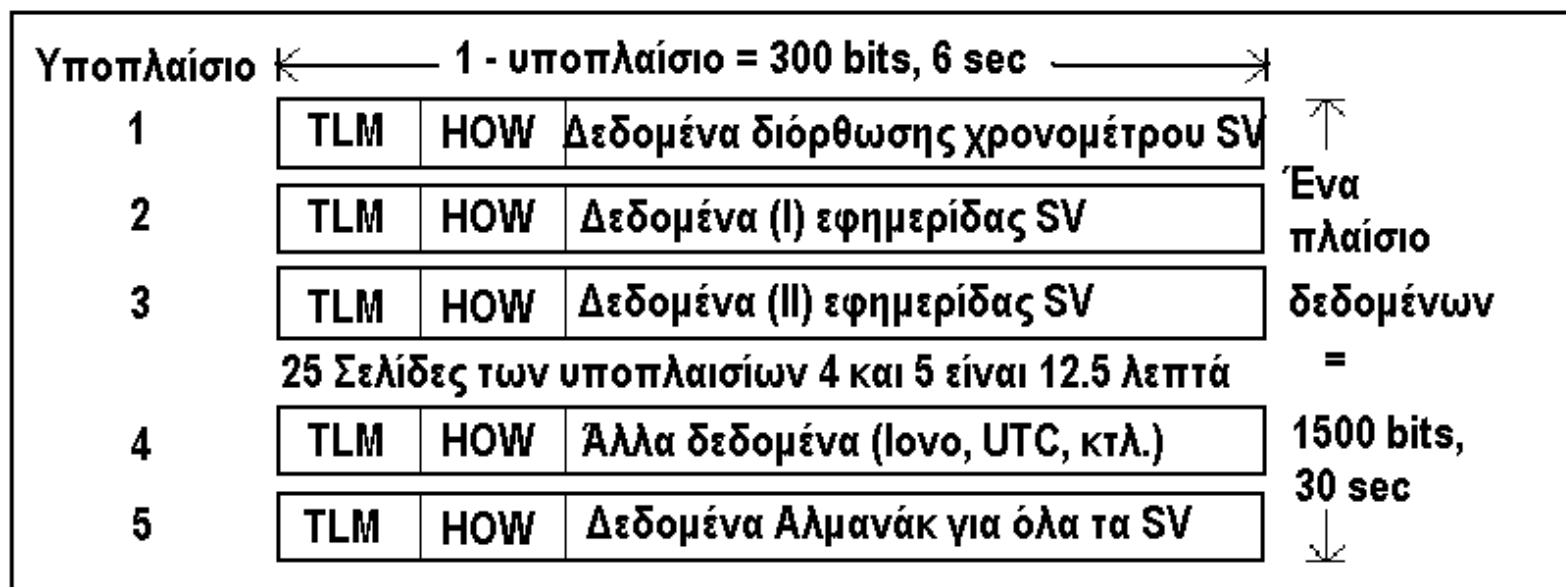 Υποπλαίσιο
1 - υποπλαίσιο = 300 bits, 6 sec
1 TLM HOW Δεδομένα διόρθωσης χρονομέτρου SV
2 TLM HOW Δεδομένα (I) εφημερίδας SV
3 TLM HOW Δεδομένα (II) εφημερίδας SV
25 Σελίδες των υποπλαισίων 4 και 5 είναι 12.5 λεπτά
4 TLM HOW Άλλα δεδομένα (Ιονο, UTC, κτλ.)
5 TLM HOW Δεδομένα Αλμανάκ για όλα τα SV
Ένα
πλαίσιο
δεδομένων
=
1500 bits,
30 sec